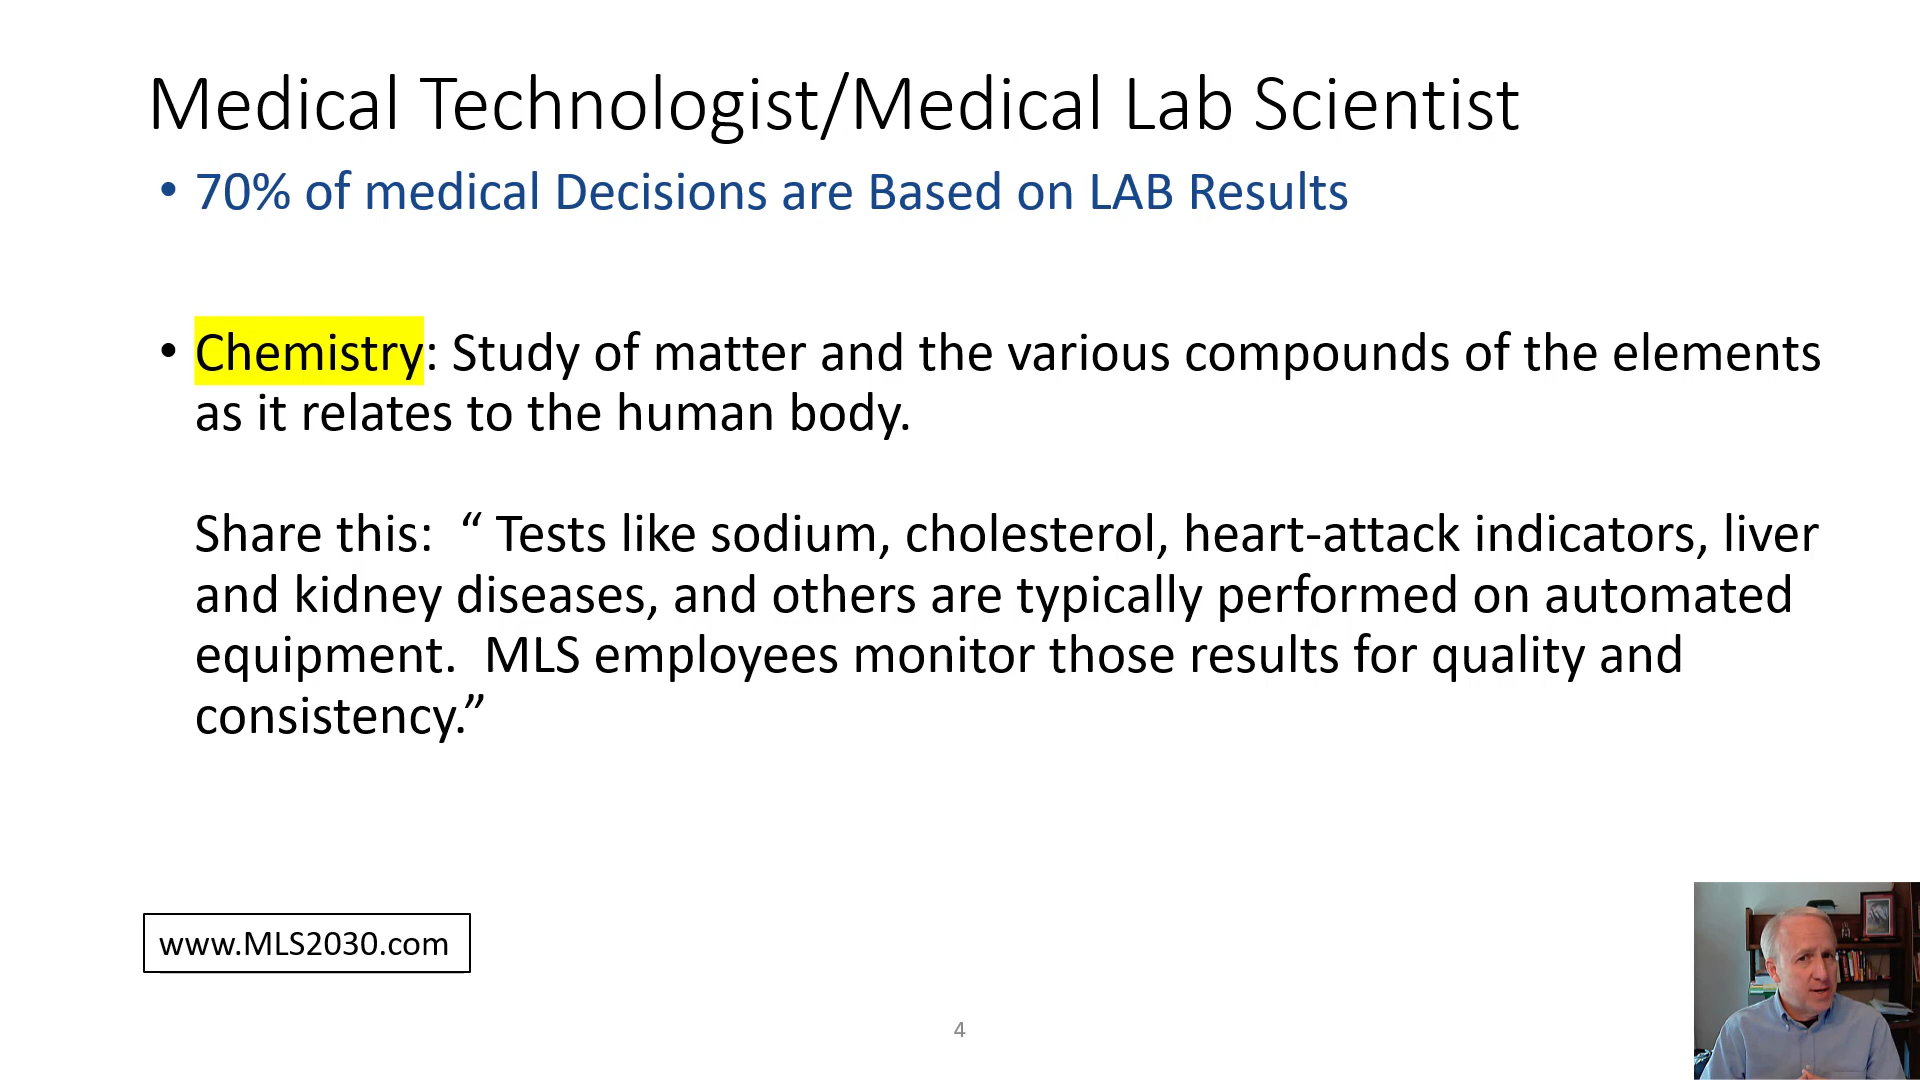 Medical Technologist/Medical Lab Scientist
• 70% of medical Decisions are Based on LAB Results
• Chemistry: Study of matter and the various compounds of the elements
as it relates to the human body.
Share this:  “ Tests like sodium, cholesterol, heart-attack indicators, liver
and kidney diseases, and others are typically performed on automated
equipment.  MLS employees monitor those results for quality and
consistency.”
www.MLS2030.com
4